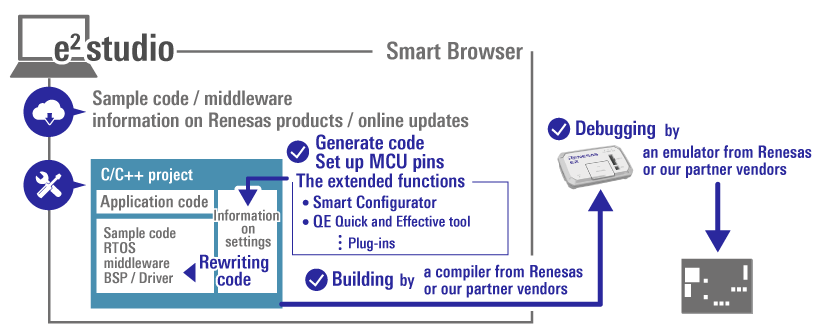 e² studio
Smart Browser
Sample code / middleware
information on Renesas products / online updates
Generate code
Set up MCU pins
The extended functions
• Smart Configurator
• QE Quick and Effective tool
Plug-ins
C/C++ project
Application code
Information
on
settings
Sample code
RTOS
middleware
BSP / Driver
Rewriting
code
Building by
a compiler from Renesas
or our partner vendors
Debugging by
an emulator from Renesas
or our partner vendors
RENESAS
E2